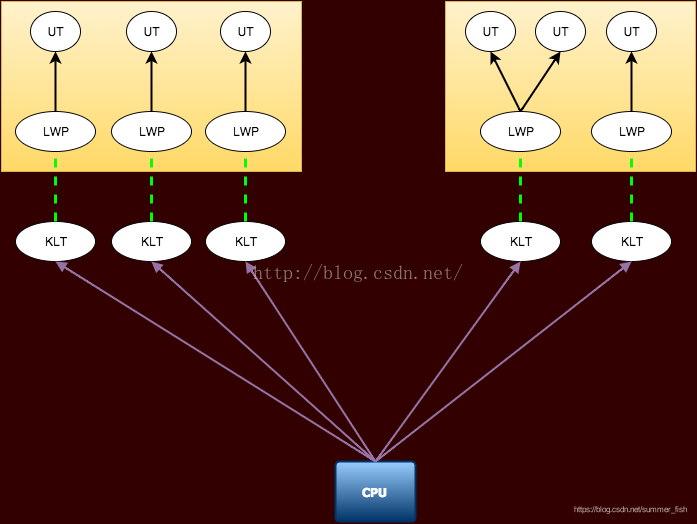 UT UT UT UT UT UT
LWP LWP LWP LWP LWP
KLT KLT KLT KLT KLT
http://blog.csdn.net/
CPU
https://blog.csdn.net/summer_fish